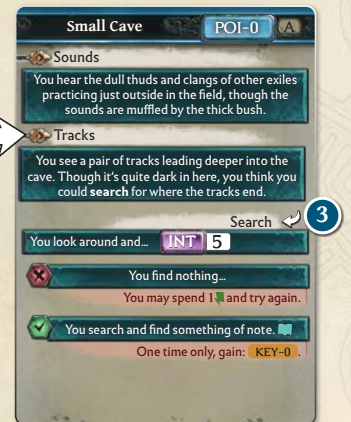 Small Cave POI-0 A
Sounds
You hear the dull thuds and clangs of other exiles
practicing just outside in the field, though the
sounds are muffled by the thick bush.
Tracks
You see a pair of tracks leading deeper into the
cave. Though it's quite dark in here, you think you
could search for where the tracks end.
Search 3
You look around and... INT 5
You find nothing...
You may spend 1 and try again.
You search and find something of note.
One time only, gain: KEY-0.